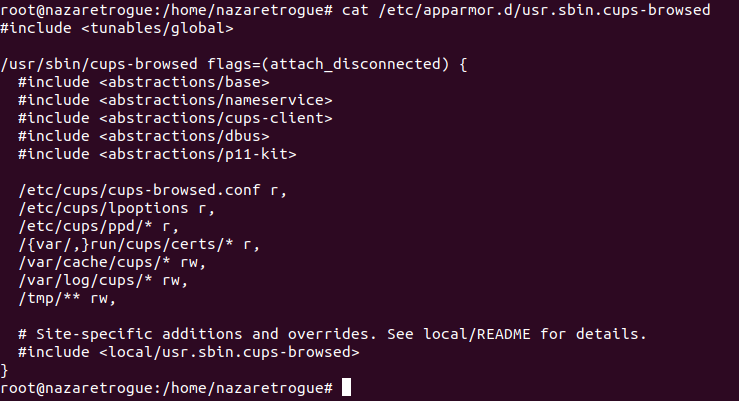 root@nazaretrogue:/home/nazaretrogue# cat /etc/apparmor.d/usr.sbin.cups-browsed
#include <tunables/global>

/usr/sbin/cups-browsed flags=(attach_disconnected) {
  #include <abstractions/base>
  #include <abstractions/nameservice>
  #include <abstractions/cups-client>
  #include <abstractions/dbus>
  #include <abstractions/p11-kit>

  /etc/cups/cups-browsed.conf r,
  /etc/cups/lpoptions r,
  /etc/cups/ppd/* r,
  /{var/,}run/cups/certs/* r,
  /var/cache/cups/* rw,
  /var/log/cups/* rw,
  /tmp/** rw,

  # Site-specific additions and overrides. See local/README for details.
  #include <local/usr.sbin.cups-browsed>
}
root@nazaretrogue:/home/nazaretrogue#